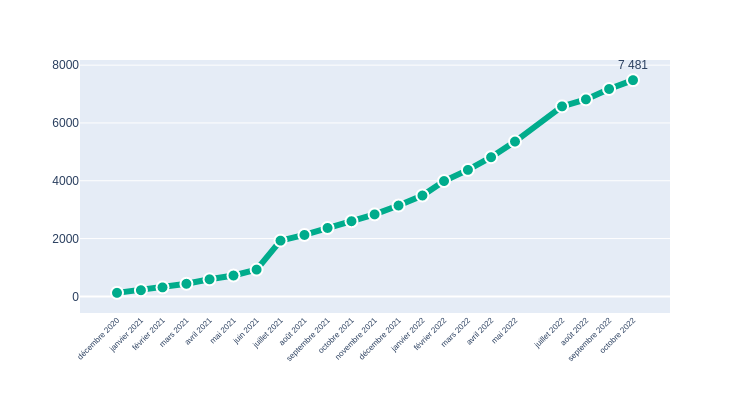 8000
7 481
6000
4000
2000
0
décembre 2020
janvier 2021
février 2021
mars 2021
avril 2021
mai 2021
juin 2021
juillet 2021
août 2021
septembre 2021
octobre 2021
novembre 2021
décembre 2021
janvier 2022
février 2022
mars 2022
avril 2022
mai 2022
juillet 2022
août 2022
septembre 2022
octobre 2022